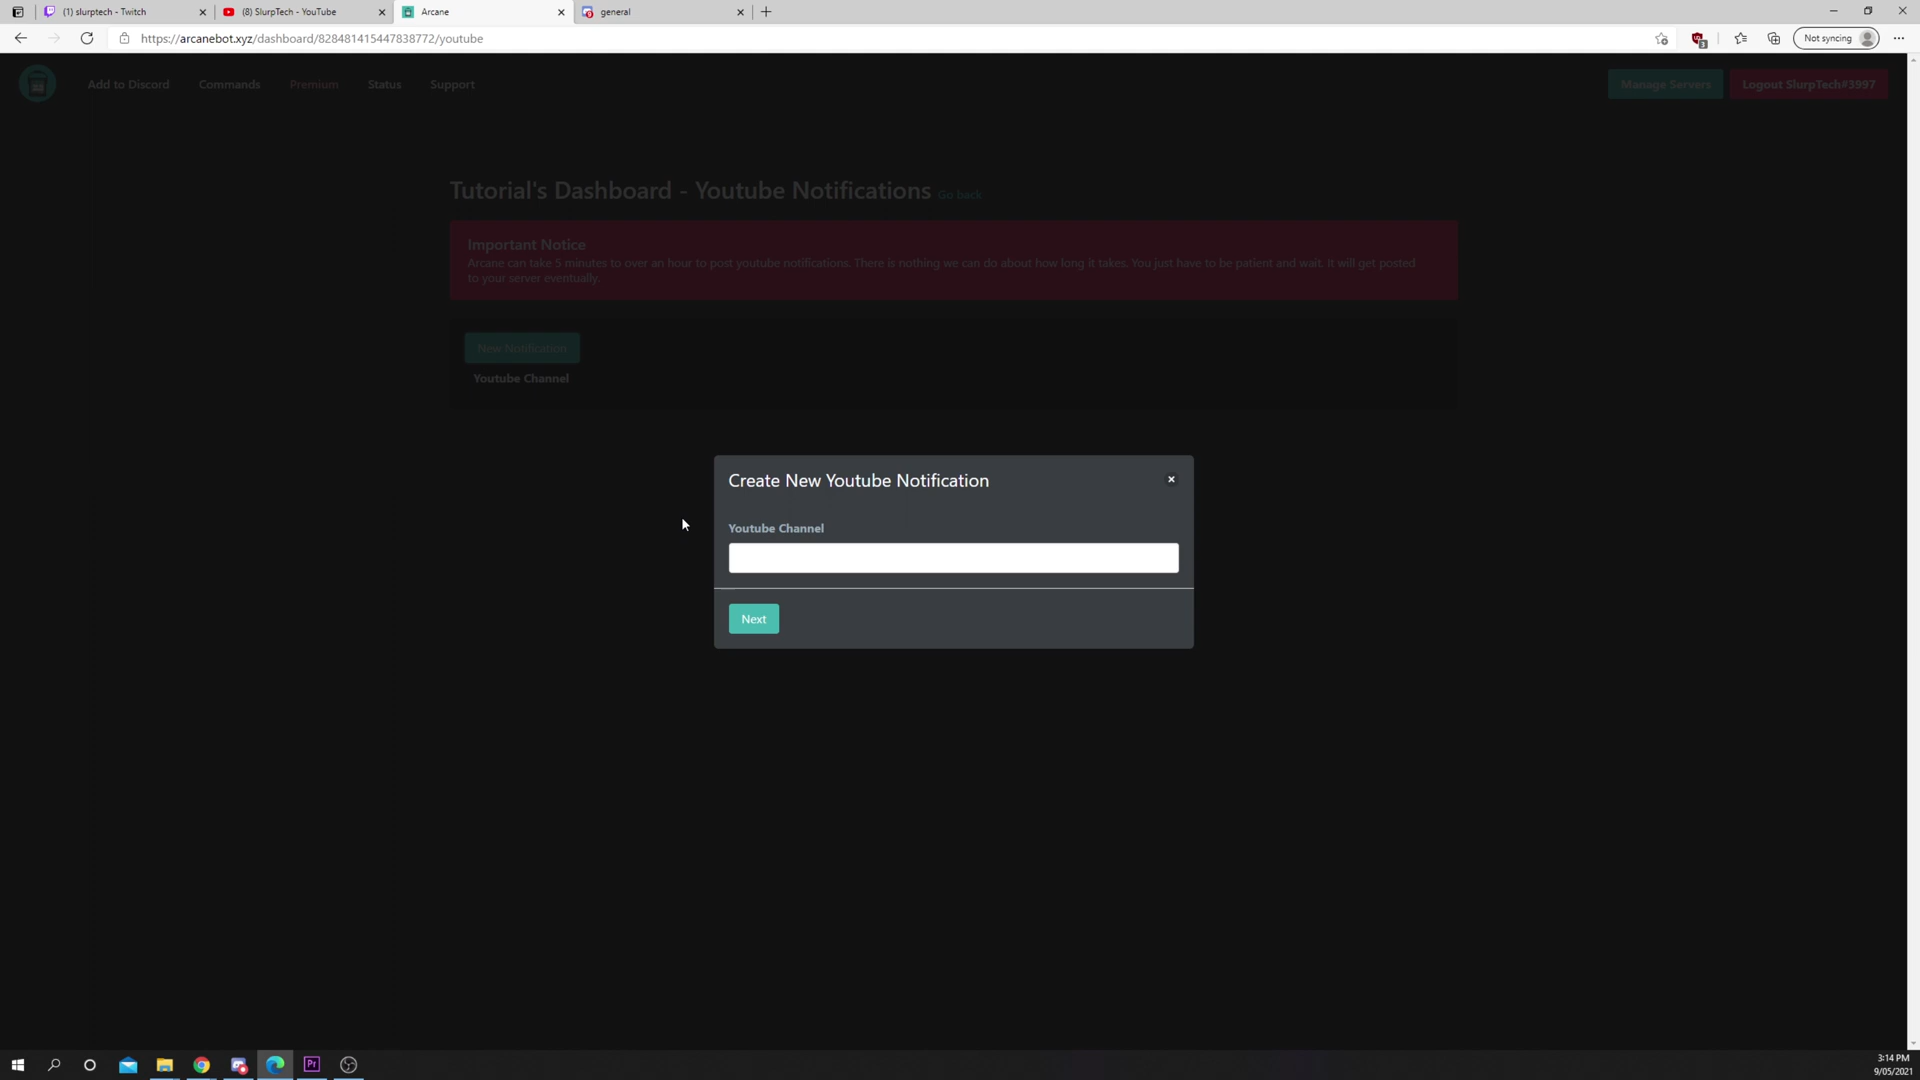 (1) slurptech - Twitch
(8) SlurpTech - YouTube
Arcane
general
https://arcanebot.xyz/dashboard/828481415447838772/youtube
Not syncing
Add to Discord
Commands
Premium
Status
Support
Manage Servers
Logout SlurpTech#3997
Tutorial's Dashboard - Youtube Notifications Go back
Important Notice
Arcane can take 5 minutes to over an hour to post youtube notifications. There is nothing we can do about how long it takes. You just have to be patient and wait. It will get posted
to your server eventually.
New Notification
Youtube Channel
Create New Youtube Notification
Youtube Channel
Next
Pr
3:14 PM
9/05/2021